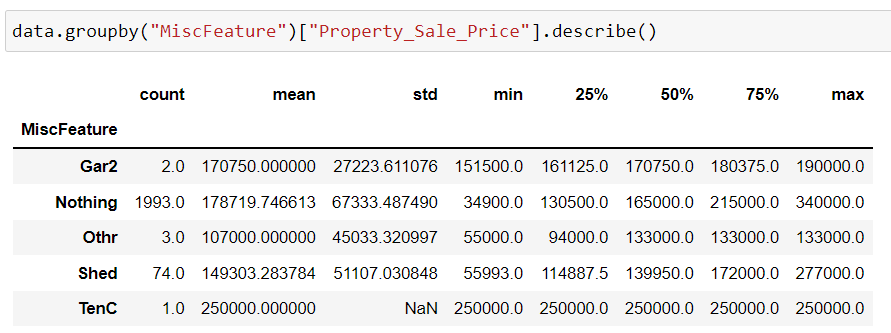 data.groupby("MiscFeature")["Property_Sale_Price"].describe()
count mean std min 25% 50% 75% max
MiscFeature
Gar2 2.0 170750.000000 27223.611076 151500.0 161125.0 170750.0 180375.0 190000.0
Nothing 1993.0 178719.746613 67333.487490 34900.0 130500.0 165000.0 215000.0 340000.0
Othr 3.0 107000.000000 45033.320997 55000.0 94000.0 133000.0 133000.0 133000.0
Shed 74.0 149303.283784 51107.030848 55993.0 114887.5 139950.0 172000.0 277000.0
TenC 1.0 250000.000000 NaN 250000.0 250000.0 250000.0 250000.0 250000.0